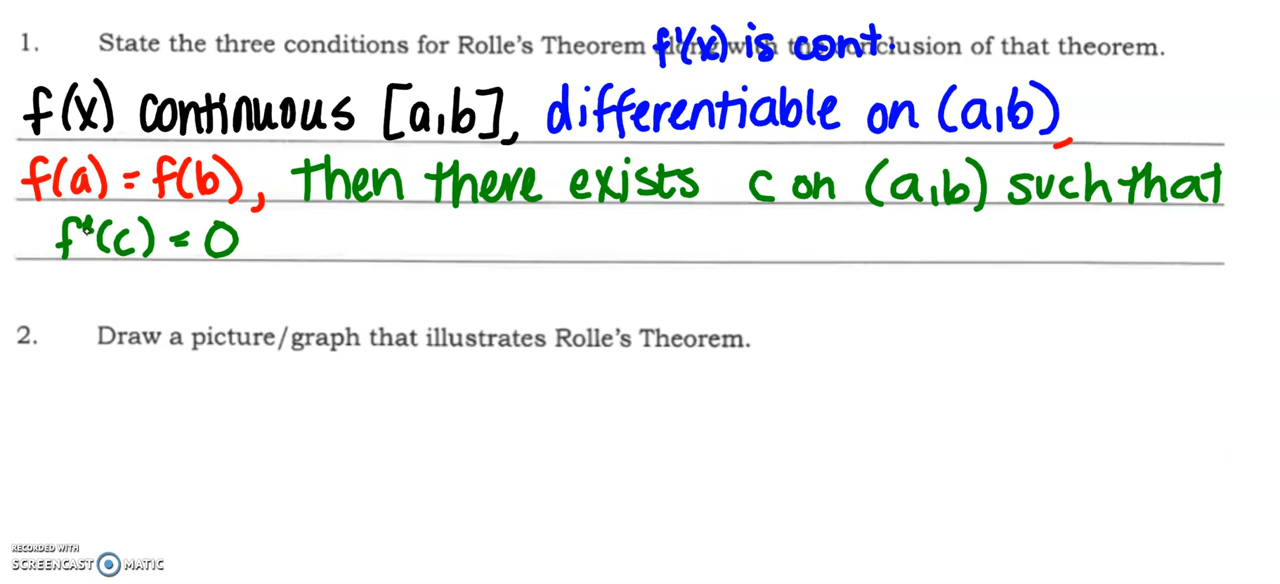 1. State the three conditions for Rolle's Theorem conclusion of that theorem.
f'(x) is cont.
f(x) continuous [a,b], differentiable on (a,b),
f(a) = f(b), then there exists c on (a,b) such that
f'(c) = 0
2. Draw a picture/graph that illustrates Rolle's Theorem.
RECORDED WITH
SCREENCAST MATIC